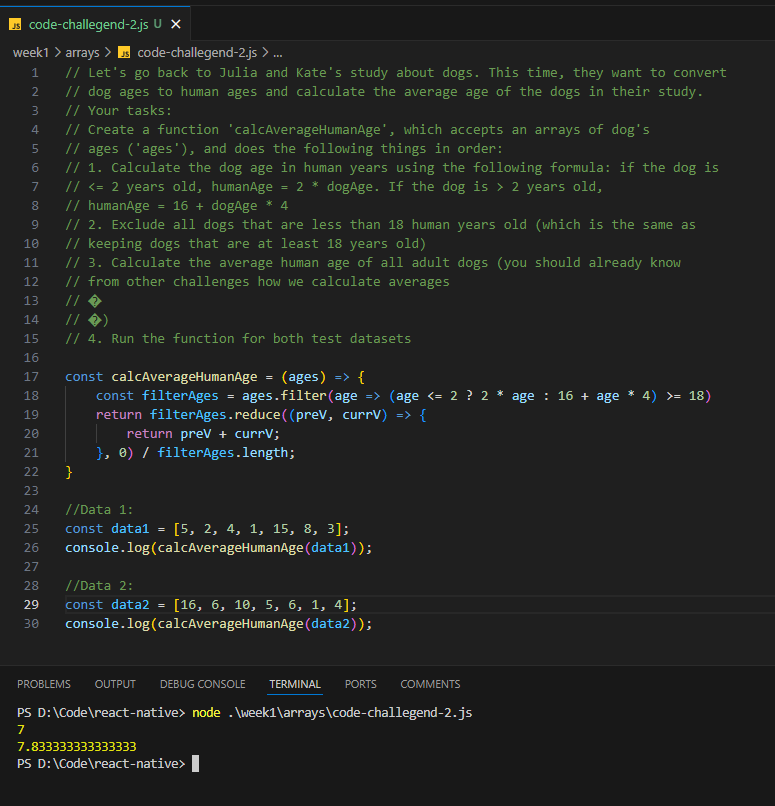 JS code-challegend-2.js U ×
week1 > arrays > JS code-challegend-2.js > ...
1 // Let's go back to Julia and Kate's study about dogs. This time, they want to convert
2 // dog ages to human ages and calculate the average age of the dogs in their study.
3 // Your tasks:
4 // Create a function 'calcAverageHumanAge', which accepts an arrays of dog's
5 // ages ('ages'), and does the following things in order:
6 // 1. Calculate the dog age in human years using the following formula: if the dog is
7 // <= 2 years old, humanAge = 2 * dogAge. If the dog is > 2 years old,
8 // humanAge = 16 + dogAge * 4
9 // 2. Exclude all dogs that are less than 18 human years old (which is the same as
10 // keeping dogs that are at least 18 years old)
11 // 3. Calculate the average human age of all adult dogs (you should already know
12 // from other challenges how we calculate averages
13 // �
14 // �)
15 // 4. Run the function for both test datasets
16
17 const calcAverageHumanAge = (ages) => {
18     const filterAges = ages.filter(age => (age <= 2 ? 2 * age : 16 + age * 4) >= 18)
19     return filterAges.reduce((preV, currV) => {
20         return preV + currV;
21     }, 0) / filterAges.length;
22 }
23
24 //Data 1:
25 const data1 = [5, 2, 4, 1, 15, 8, 3];
26 console.log(calcAverageHumanAge(data1));
27
28 //Data 2:
29 const data2 = [16, 6, 10, 5, 6, 1, 4];
30 console.log(calcAverageHumanAge(data2));
PROBLEMS OUTPUT DEBUG CONSOLE TERMINAL PORTS COMMENTS
PS D:\Code\react-native> node .\week1\arrays\code-challegend-2.js
7
7.833333333333333
PS D:\Code\react-native>